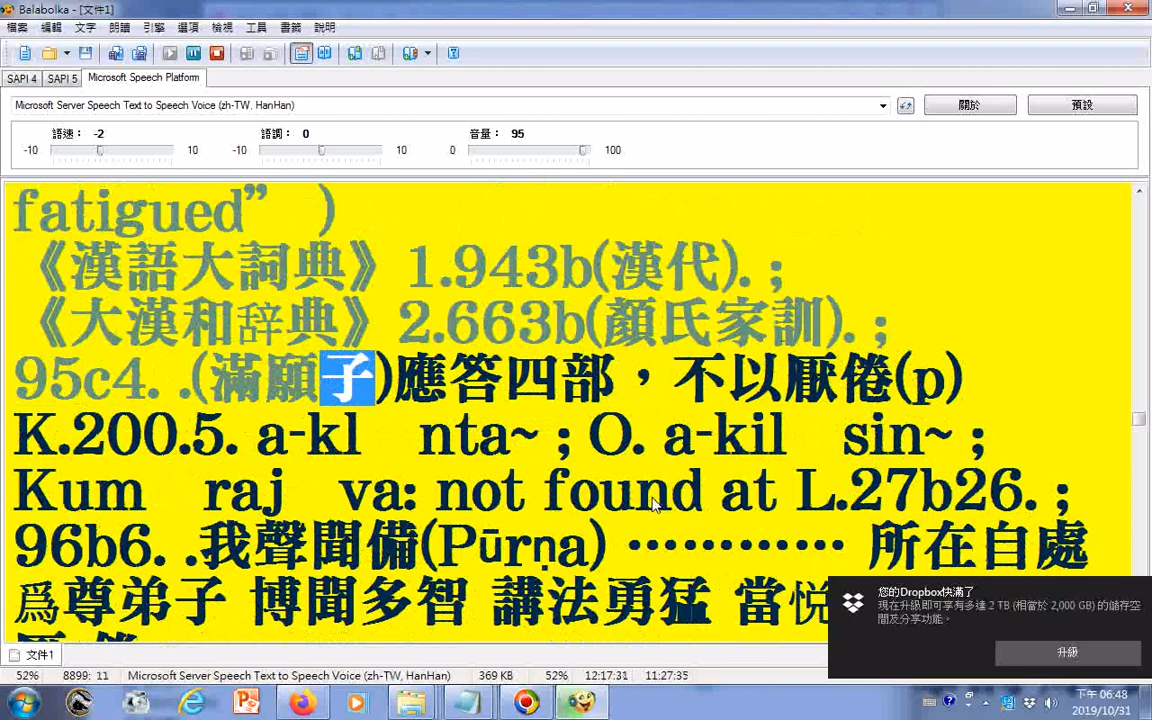 Balabolka - [文件1]
檔案 編輯 文字 朗讀 引擎 選項 檢視 工具 書籤 說明
SAPI 4 SAPI 5 Microsoft Speech Platform
Microsoft Server Speech Text to Speech Voice (zh-TW, HanHan)
關於 預設
語速： -2 語調： 0 音量： 95
-10 10 -10 10 0 100
fatigued” )
《漢語大詞典》 1.943b(漢代). ;
《大漢和辞典》 2.663b(顏氏家訓). ;
95c4. .(滿願子)應答四部，不以厭倦(p)
K.200.5. a-kl nta~ ; O. a-kil sin~ ;
Kum raj va: not found at L.27b26. ;
96b6. .我聲聞備(Pūrṇa) ………… 所在自處
爲尊弟子 博聞多智 講法勇猛 當悦
您的Dropbox快滿了
現在升級即可享有多達 2 TB (相當於 2,000 GB) 的儲存空
間及分享功能。
升級
文件1
52% 8899: 11 Microsoft Server Speech Text to Speech Voice (zh-TW, HanHan) 369 KB 52% 12:17:31 11:27:35
下午 06:48
2019/10/31